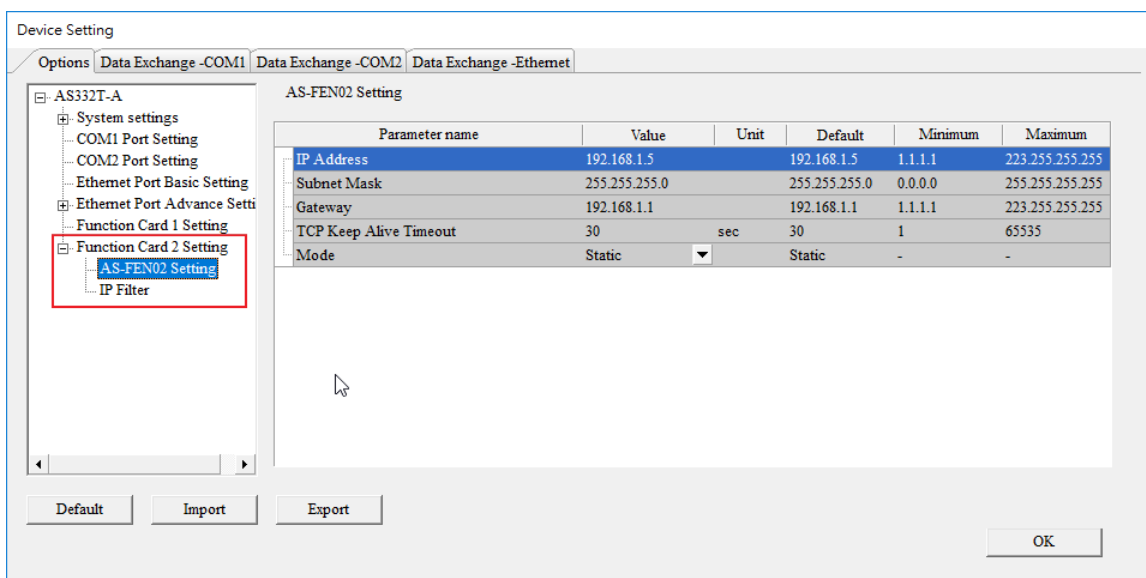 Device Setting
Options Data Exchange -COM1 Data Exchange -COM2 Data Exchange -Ethernet
AS332T-A
System settings
COM1 Port Setting
COM2 Port Setting
Ethernet Port Basic Setting
Ethernet Port Advance Setti
Function Card 1 Setting
Function Card 2 Setting
AS-FEN02 Setting
IP Filter
AS-FEN02 Setting
Parameter name Value Unit Default Minimum Maximum
IP Address 192.168.1.5 192.168.1.5 1.1.1.1 223.255.255.255
Subnet Mask 255.255.255.0 255.255.255.0 0.0.0.0 255.255.255.255
Gateway 192.168.1.1 192.168.1.1 1.1.1.1 223.255.255.255
TCP Keep Alive Timeout 30 sec 30 1 65535
Mode Static Static - -
Default Import Export
OK